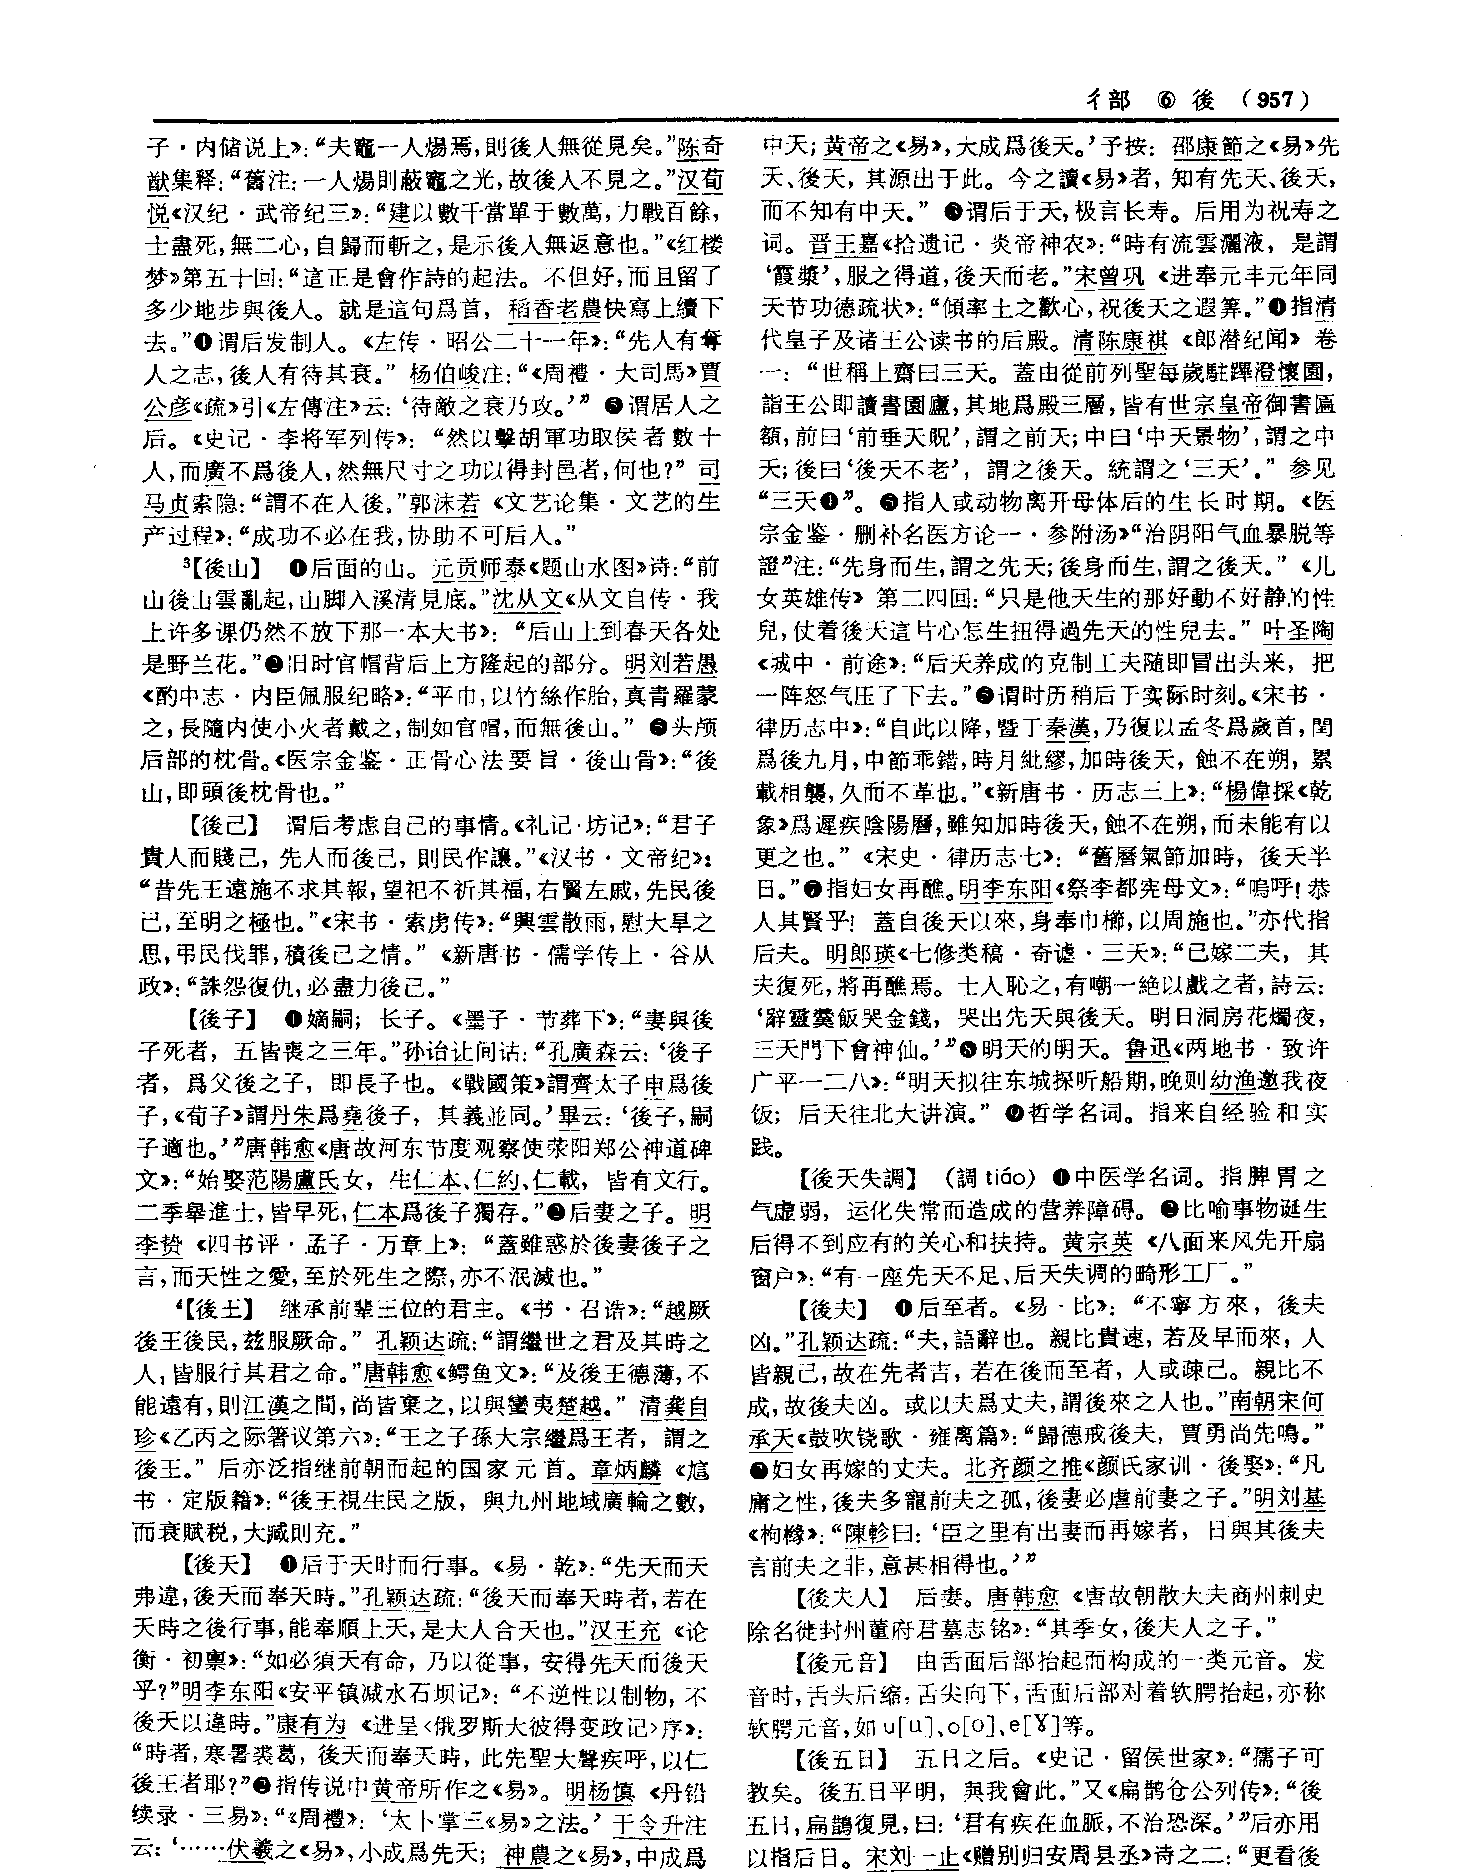 彳部 ⑥ 後 (957)
子·内储说上》:“夫竈一人煬焉,則後人無從見矣。”陈奇
猷集释:“舊注:一人煬則蔽竈之光,故後人不見之。”汉荀
悦《汉纪·武帝纪三》:“建以數千當單于數萬,力戰百餘,
士盡死,無二心,自歸而斬之,是示後人無返意也。”《红楼
梦》第五十回:“這正是會作詩的起法。不但好,而且留了
多少地步與後人。就是這句爲首,稻香老農快寫上續下
去。”❹谓后发制人。《左传·昭公二十一年》:“先人有奪
人之志,後人有待其衰。”杨伯峻注:“《周禮·大司馬》賈
公彦《疏》引《左傳注》云:‘待敵之衰乃攻。’”❺谓居人之
后。《史记·李将军列传》:“然以擊胡軍功取侯者數十
人,而廣不爲後人,然無尺寸之功以得封邑者,何也?”司
马贞索隐:“謂不在人後。”郭沫若《文艺论集·文艺的生
产过程》:“成功不必在我,协助不可后人。”
³【後山】 ❶后面的山。元贡师泰《题山水图》诗:“前
山後山雲亂起,山脚入溪清見底。”沈从文《从文自传·我
上许多课仍然不放下那一本大书》:“后山上到春天各处
是野兰花。”❷旧时官帽背后上方隆起的部分。明刘若愚
《酌中志·内臣佩服纪略》:“平巾,以竹絲作胎,真青羅蒙
之,長隨内使小火者戴之,制如官帽,而無後山。”❸头颅
后部的枕骨。《医宗金鉴·正骨心法要旨·後山骨》:“後
山,即頭後枕骨也。”
【後己】 谓后考虑自己的事情。《礼记·坊记》:“君子
貴人而賤己,先人而後己,則民作讓。”《汉书·文帝纪》:
“昔先王遠施不求其報,望祀不祈其福,右賢左戚,先民後
己,至明之極也。”《宋书·索虏传》:“興雲散雨,慰大旱之
思,弔民伐罪,積後己之情。”《新唐书·儒学传上·谷从
政》:“誅怨復仇,必盡力後己。”
【後子】 ❶嫡嗣;长子。《墨子·节葬下》:“妻與後
子死者,五皆喪之三年。”孙诒让间诂:“孔廣森云:‘後子
者,爲父後之子,即長子也。《戰國策》謂齊太子申爲後
子,《荀子》謂丹朱爲堯後子,其義並同。’畢云:‘後子,嗣
子適也。’”唐韩愈《唐故河东节度观察使荥阳郑公神道碑
文》:“始娶范陽盧氏女,生仁本、仁約、仁載,皆有文行。
二季舉進士,皆早死,仁本爲後子獨存。”❷后妻之子。明
李贽《四书评·孟子·万章上》:“蓋雖惑於後妻後子之
言,而天性之愛,至於死生之際,亦不泯滅也。”
⁴【後王】 继承前辈王位的君主。《书·召诰》:“越厥
後王後民,兹服厥命。”孔颖达疏:“謂繼世之君及其時之
人,皆服行其君之命。”唐韩愈《鳄鱼文》:“及後王德薄,不
能遠有,則江漢之間,尚皆棄之,以與蠻夷楚越。”清龚自
珍《乙丙之际箸议第六》:“王之子孫大宗繼爲王者,謂之
後王。”后亦泛指继前朝而起的国家元首。章炳麟《訄
书·定版籍》:“後王視生民之版,與九州地域廣輪之數,
而衰賦税,大臧則充。”
【後天】 ❶后于天时而行事。《易·乾》:“先天而天
弗違,後天而奉天時。”孔颖达疏:“後天而奉天時者,若在
天時之後行事,能奉順上天,是大人合天也。”汉王充《论
衡·初禀》:“如必須天有命,乃以從事,安得先天而後天
乎?”明李东阳《安平镇减水石坝记》:“不逆性以制物,不
後天以違時。”康有为《进呈〈俄罗斯大彼得变政记〉序》:
“時者,寒暑裘葛,後天而奉天時,此先聖大聲疾呼,以仁
後王者耶?”❷指传说中黄帝所作之《易》。明杨慎《丹铅
续录·三易》:“《周禮》:‘太卜掌三《易》之法。’于令升注
云:‘……伏羲之《易》,小成爲先天;神農之《易》,中成爲
中天;黄帝之《易》,大成爲後天。’予按:邵康節之《易》先
天、後天,其源出于此。今之讀《易》者,知有先天、後天,
而不知有中天。”❸谓后于天,极言长寿。后用为祝寿之
词。晋王嘉《拾遗记·炎帝神农》:“時有流雲灑液,是謂
‘霞漿’,服之得道,後天而老。”宋曾巩《进奉元丰元年同
天节功德疏状》:“傾率土之歡心,祝後天之遐筭。”❹指清
代皇子及诸王公读书的后殿。清陈康祺《郎潜纪闻》卷
一:“世稱上齋曰三天。蓋由從前列聖每歲駐蹕澄懷園,
詣王公即讀書園廬,其地爲殿三層,皆有世宗皇帝御書匾
額,前曰‘前垂天貺’,謂之前天;中曰‘中天景物’,謂之中
天;後曰‘後天不老’,謂之後天。統謂之‘三天’。”参见
“三天❶”。❺指人或动物离开母体后的生长时期。《医
宗金鉴·删补名医方论一·参附汤》“治阴阳气血暴脱等
證”注:“先身而生,謂之先天;後身而生,謂之後天。”《儿
女英雄传》第二四回:“只是他天生的那好動不好静的性
兒,仗着後天這片心怎生扭得過先天的性兒去。”叶圣陶
《城中·前途》:“后天养成的克制工夫随即冒出头来,把
一阵怒气压了下去。”❻谓时历稍后于实际时刻。《宋书·
律历志中》:“自此以降,暨于秦漢,乃復以孟冬爲歲首,閏
爲後九月,中節乖錯,時月紕繆,加時後天,蝕不在朔,累
載相襲,久而不革也。”《新唐书·历志三上》:“楊偉採《乾
象》爲遲疾陰陽曆,雖知加時後天,蝕不在朔,而未能有以
更之也。”《宋史·律历志七》:“舊曆氣節加時,後天半
日。”❼指妇女再醮。明李东阳《祭李都宪母文》:“嗚呼!恭
人其賢乎!蓋自後天以來,身奉巾櫛,以周施也。”亦代指
后夫。明郎瑛《七修类稿·奇谑·三天》:“已嫁二夫,其
夫復死,將再醮焉。士人恥之,有嘲一絶以戲之者,詩云:
‘辭靈羹飯哭金錢,哭出先天與後天。明日洞房花燭夜,
三天門下會神仙。’”❽明天的明天。鲁迅《两地书·致许
广平一二八》:“明天拟往东城探听船期,晚则幼渔邀我夜
饭;后天往北大讲演。”❾哲学名词。指来自经验和实
践。
【後天失調】 (調 tiáo) ❶中医学名词。指脾胃之
气虚弱,运化失常而造成的营养障碍。❷比喻事物诞生
后得不到应有的关心和扶持。黄宗英《八面来风先开扇
窗户》:“有一座先天不足、后天失调的畸形工厂。”
【後夫】 ❶后至者。《易·比》:“不寧方來,後夫
凶。”孔颖达疏:“夫,語辭也。親比貴速,若及早而來,人
皆親己,故在先者吉,若在後而至者,人或疎己。親比不
成,故後夫凶。或以夫爲丈夫,謂後來之人也。”南朝宋何
承天《鼓吹铙歌·雍离篇》:“歸德戒後夫,賈勇尚先鳴。”
❷妇女再嫁的丈夫。北齐颜之推《颜氏家训·後娶》:“凡
庸之性,後夫多寵前夫之孤,後妻必虐前妻之子。”明刘基
《枸橼》:“陳軫曰:‘臣之里有出妻而再嫁者,日與其後夫
言前夫之非,意甚相得也。’”
【後夫人】 后妻。唐韩愈《唐故朝散大夫商州刺史
除名徙封州董府君墓志铭》:“其季女,後夫人之子。”
【後元音】 由舌面后部抬起而构成的一类元音。发
音时,舌头后缩,舌尖向下,舌面后部对着软腭抬起,亦称
软腭元音,如 u[u]、o[o]、e[ɤ]等。
【後五日】 五日之后。《史记·留侯世家》:“孺子可
教矣。後五日平明,與我會此。”又《扁鹊仓公列传》:“後
五日,扁鵲復見,曰:‘君有疾在血脈,不治恐深。’”后亦用
以指后日。宋刘一止《赠别归安周县丞》诗之二:“更看後